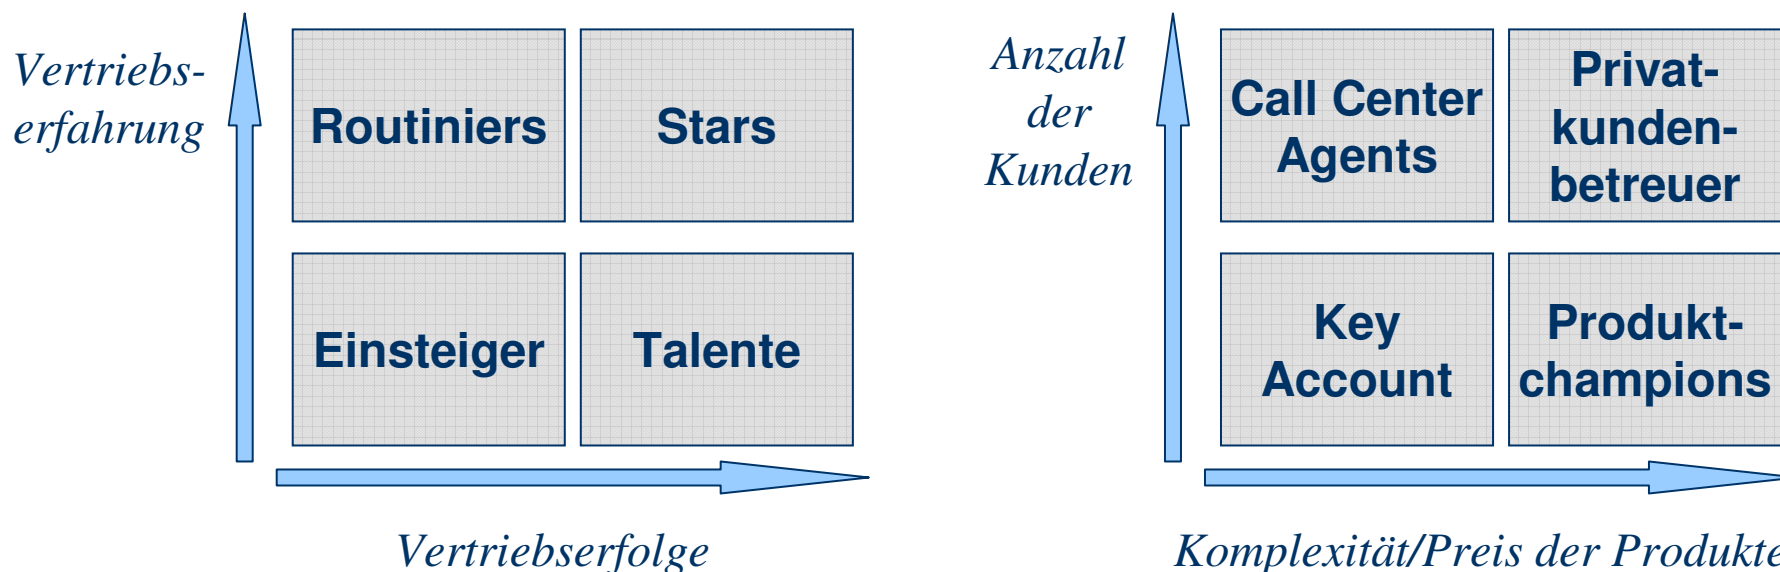 Vertriebs-
erfahrung
Routiniers
Stars
Einsteiger
Talente
Vertriebserfolge
Anzahl
der
Kunden
Call Center
Agents
Privat-
kunden-
betreuer
Key
Account
Produkt-
champions
Komplexität/Preis der Produkte